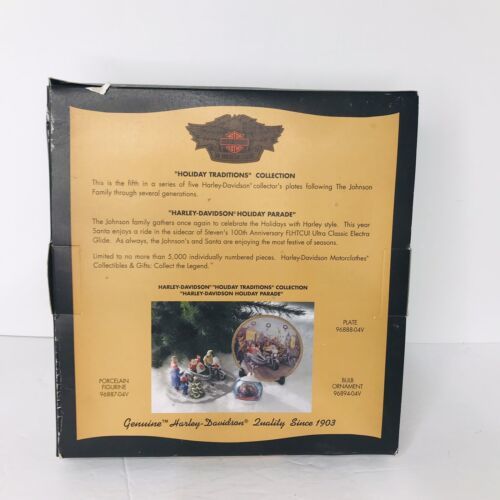 "HOLIDAY TRADITIONS" COLLECTION
This is the fifth in a series of five Harley-Davidson® collector's plates following The Johnson
Family through several generations.
"HARLEY-DAVIDSON® HOLIDAY PARADE"
The Johnson family gathers once again to celebrate the Holidays with Harley style. This year
Santa enjoys a ride in the sidecar of Steven's 100th Anniversary FLHTCUI Ultra Classic Electra
Glide. As always, the Johnson's and Santa are enjoying the most festive of seasons.
Limited to no more than 5,000 individually numbered pieces. Harley-Davidson Motorclothes®
Collectibles & Gifts: Collect the Legend.™
HARLEY-DAVIDSON® "HOLIDAY TRADITIONS" COLLECTION
"HARLEY-DAVIDSON HOLIDAY PARADE"
PLATE
96888-04V
PORCELAIN
FIGURINE
96887-04V
BULB
ORNAMENT
96894-04V
Genuine™ Harley-Davidson® Quality Since 1903